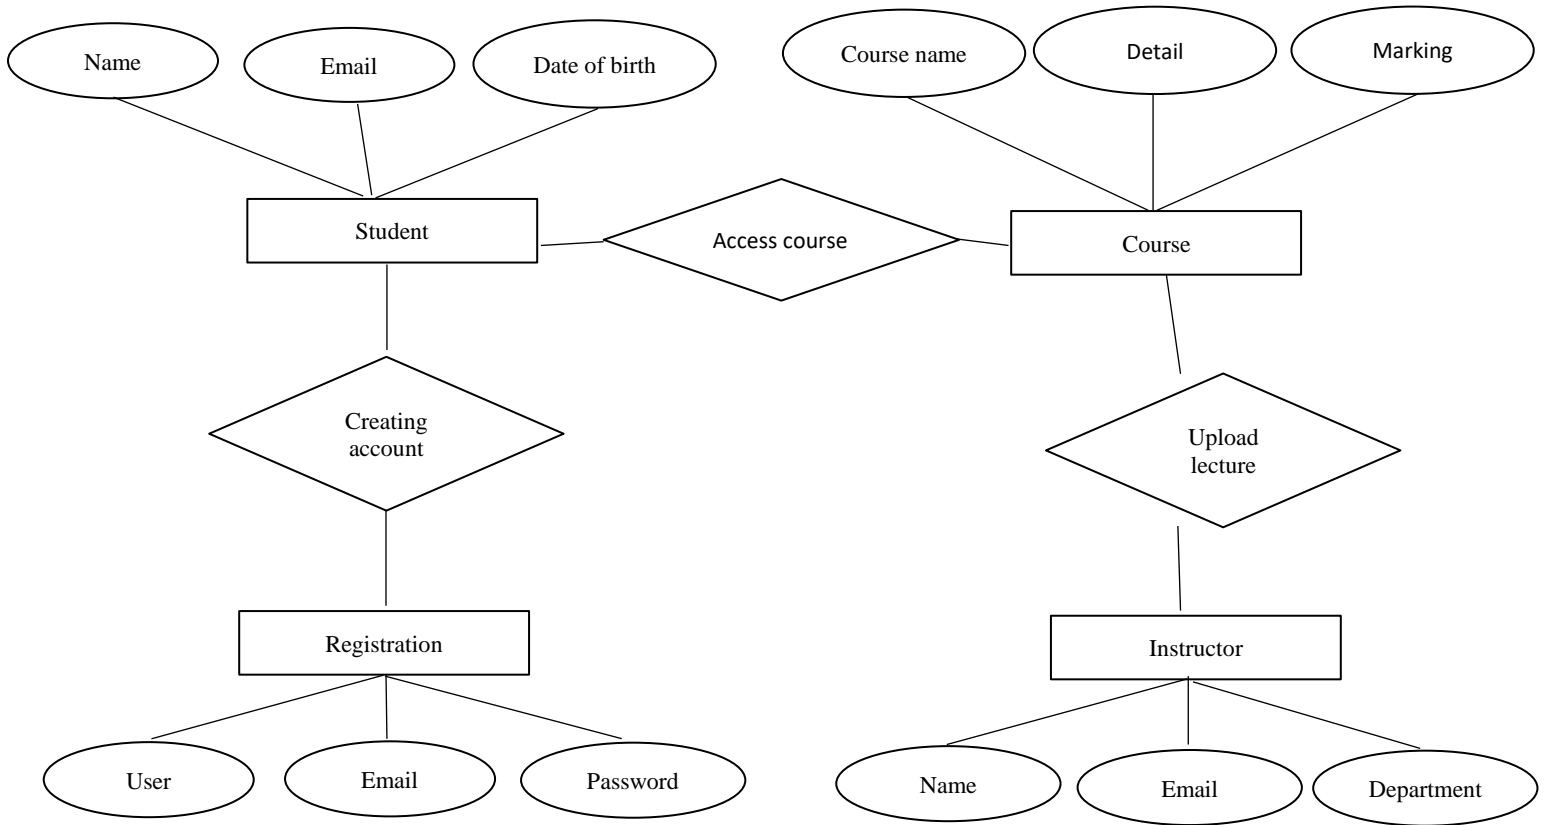 Name
Email
Date of birth
Course name
Detail
Marking
Student
Access course
Course
Creating
account
Upload
lecture
Registration
Instructor
User
Email
Password
Name
Email
Department